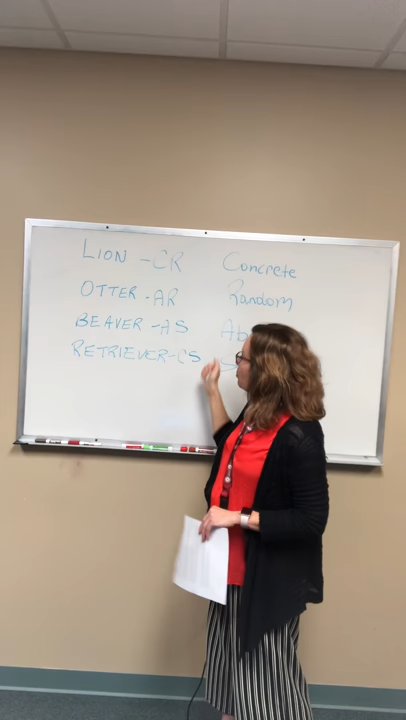 LION - CR Concrete
OTTER - AR Random
BEAVER - AS
RETRIEVER - CS